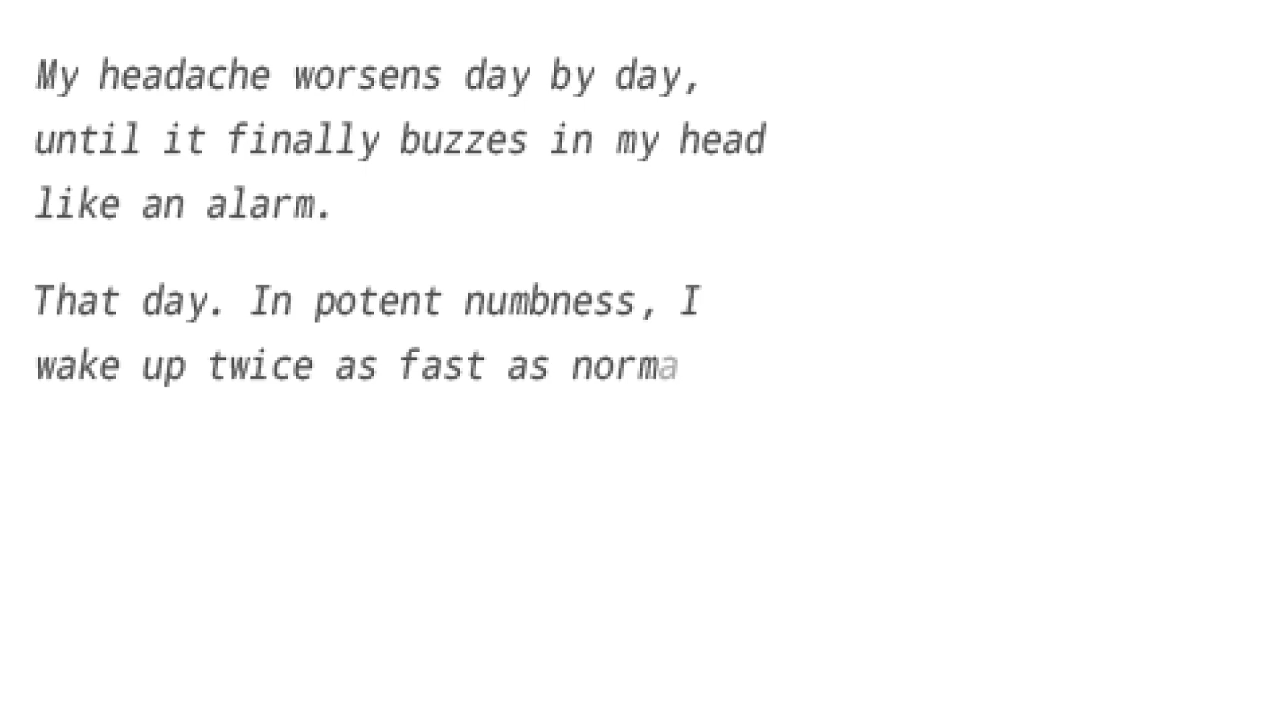 My headache worsens day by day,
until it finally buzzes in my head
like an alarm.
That day. In potent numbness, I
wake up twice as fast as norma